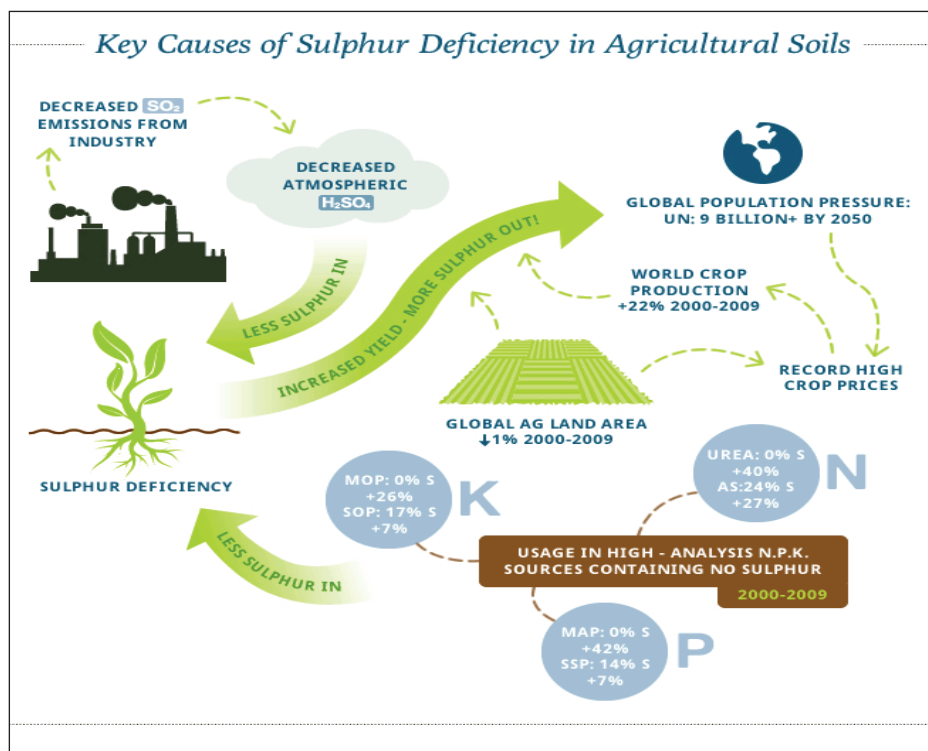 Key Causes of Sulphur Deficiency in Agricultural Soils
DECREASED SO₂
EMISSIONS FROM
INDUSTRY
DECREASED
ATMOSPHERIC
H₂SO₄
GLOBAL POPULATION PRESSURE:
UN: 9 BILLION+ BY 2050
LESS SULPHUR IN
INCREASED YIELD - MORE SULPHUR OUT!
WORLD CROP
PRODUCTION
+22% 2000-2009
RECORD HIGH
CROP PRICES
GLOBAL AG LAND AREA
↓1% 2000-2009
SULPHUR DEFICIENCY
LESS SULPHUR IN
MOP: 0% S
+26%
SOP: 17% S
+7%
K
UREA: 0% S
+40%
AS:24% S
+27%
N
USAGE IN HIGH - ANALYSIS N.P.K.
SOURCES CONTAINING NO SULPHUR
2000-2009
MAP: 0% S
+42%
SSP: 14% S
+7%
P